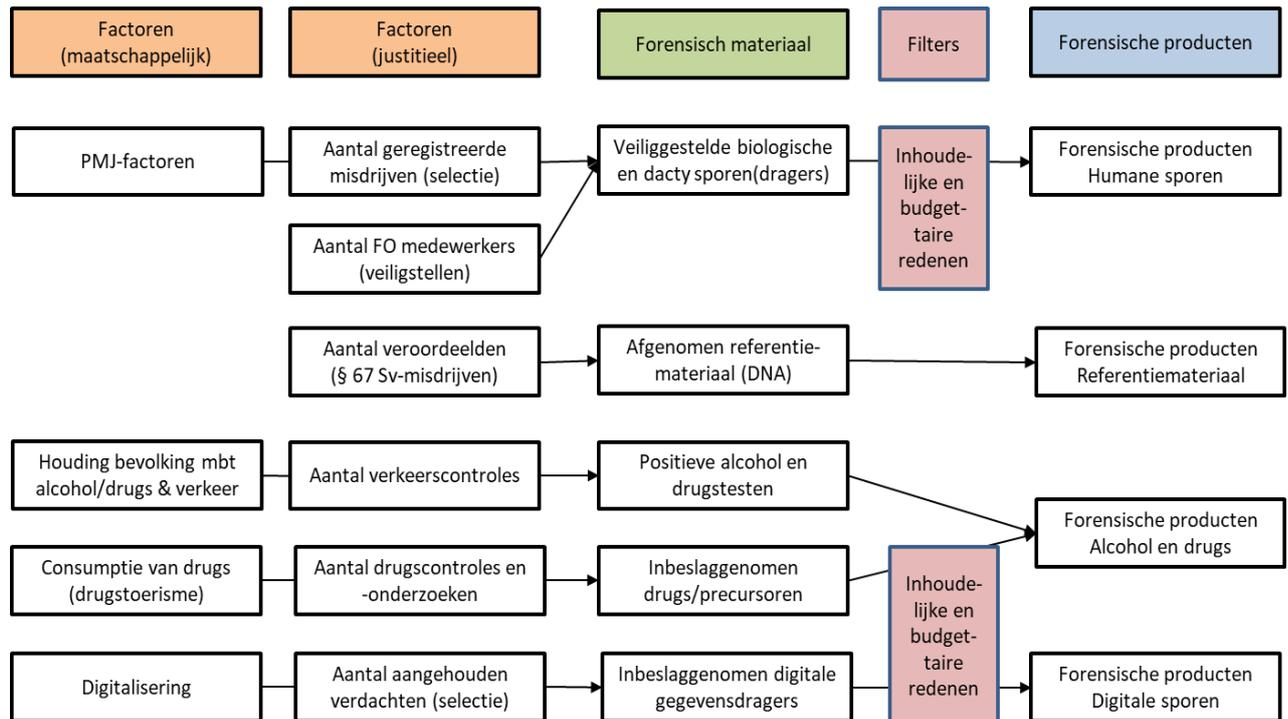 Factoren
(maatschappelijk)
Factoren
(justitieel)
Forensisch materiaal
Filters
Forensische producten
PMJ-factoren
Aantal geregistreerde
misdrijven (selectie)
Veiliggestelde biologische
en dacty sporen(dragers)
Inhoude-
lijke en
budget-
taire
redenen
Forensische producten
Humane sporen
Aantal FO medewerkers
(veiligstellen)
Aantal veroordeelden
(§ 67 Sv-misdrijven)
Afgenomen referentie-
materiaal (DNA)
Forensische producten
Referentiemateriaal
Houding bevolking mbt
alcohol/drugs & verkeer
Aantal verkeerscontroles
Positieve alcohol en
drugstesten
Forensische producten
Alcohol en drugs
Consumptie van drugs
(drugstoerisme)
Aantal drugscontroles en
-onderzoeken
Inbeslaggenomen
drugs/precursoren
Inhoude-
lijke en
budget-
taire
redenen
Digitalisering
Aantal aangehouden
verdachten (selectie)
Inbeslaggenomen digitale
gegevensdragers
Forensische producten
Digitale sporen